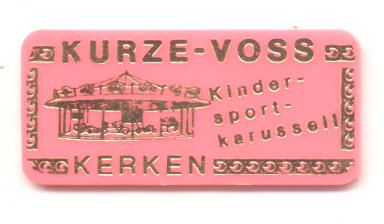 KURZE-VOSS
Kinder-
sport-
karussell
KERKEN